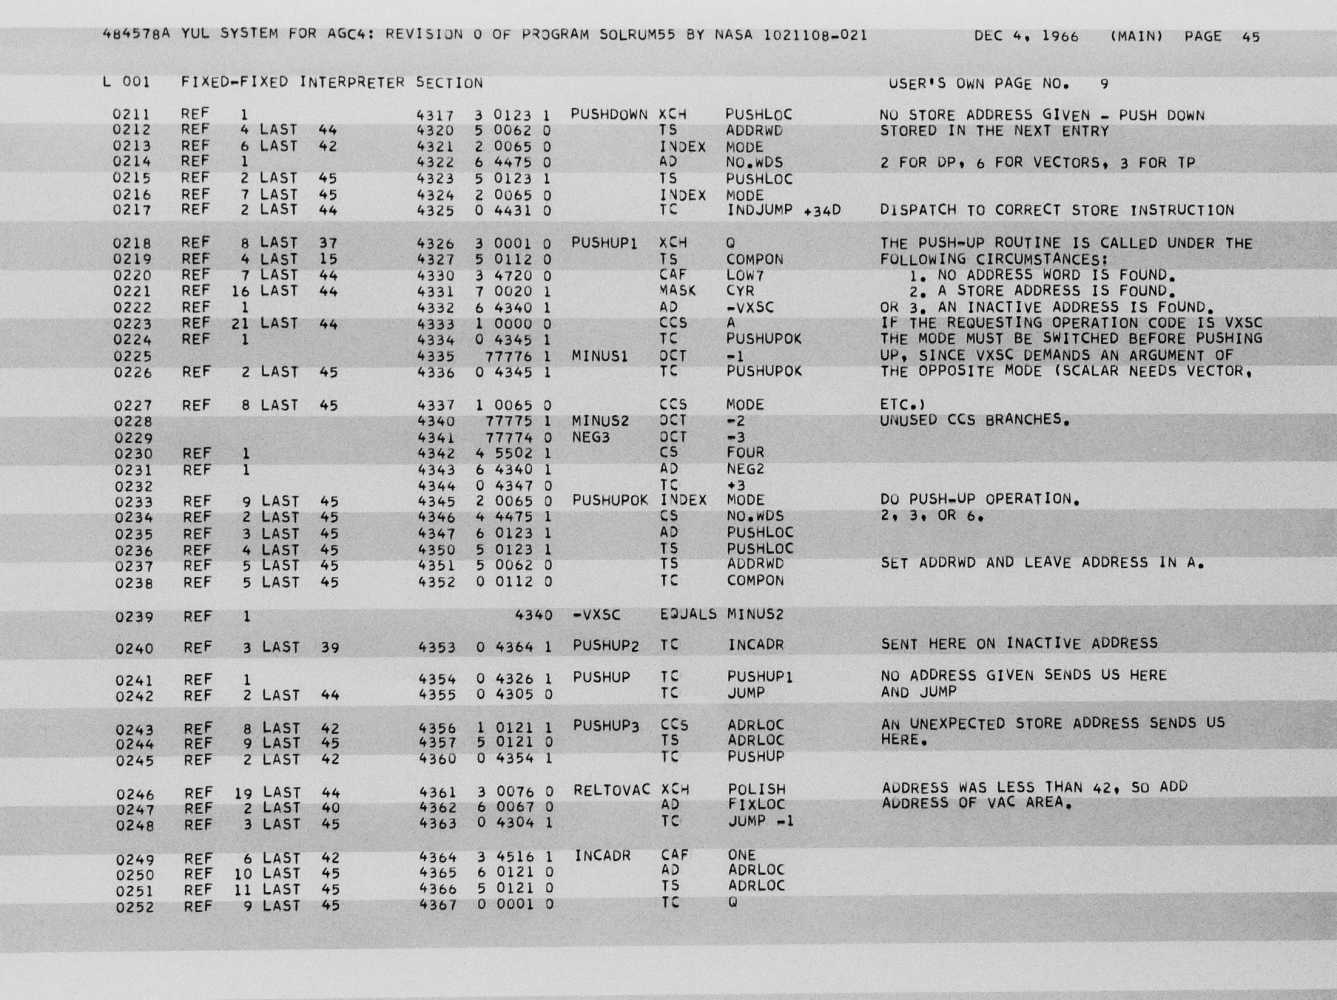 484578A YUL SYSTEM FOR AGC4: REVISION 0 OF PROGRAM SOLRUM55 BY NASA 1021108-021 DEC 4, 1966 (MAIN) PAGE 45
L 001 FIXED-FIXED INTERPRETER SECTION USER'S OWN PAGE NO. 9
0211 REF 1 4317 3 0123 1 PUSHDOWN XCH PUSHLOC NO STORE ADDRESS GIVEN - PUSH DOWN
0212 REF 4 LAST 44 4320 5 0062 0 TS ADDRWD STORED IN THE NEXT ENTRY
0213 REF 6 LAST 42 4321 2 0065 0 INDEX MODE
0214 REF 1 4322 6 4475 0 AD NO.WDS 2 FOR DP, 6 FOR VECTORS, 3 FOR TP
0215 REF 2 LAST 45 4323 5 0123 1 TS PUSHLOC
0216 REF 7 LAST 45 4324 2 0065 0 INDEX MODE
0217 REF 2 LAST 44 4325 0 4431 0 TC INDJUMP +34D DISPATCH TO CORRECT STORE INSTRUCTION
0218 REF 8 LAST 37 4326 3 0001 0 PUSHUP1 XCH Q THE PUSH-UP ROUTINE IS CALLED UNDER THE
0219 REF 4 LAST 15 4327 5 0112 0 TS COMPON FOLLOWING CIRCUMSTANCES:
0220 REF 7 LAST 44 4330 3 4720 0 CAF LOW7 1. NO ADDRESS WORD IS FOUND.
0221 REF 16 LAST 44 4331 7 0020 1 MASK CYR 2. A STORE ADDRESS IS FOUND.
0222 REF 1 4332 6 4340 1 AD -VXSC OR 3. AN INACTIVE ADDRESS IS FOUND.
0223 REF 21 LAST 44 4333 1 0000 0 CCS A IF THE REQUESTING OPERATION CODE IS VXSC
0224 REF 1 4334 0 4345 1 TC PUSHUPOK THE MODE MUST BE SWITCHED BEFORE PUSHING
0225 4335 77776 1 MINUS1 OCT -1 UP, SINCE VXSC DEMANDS AN ARGUMENT OF
0226 REF 2 LAST 45 4336 0 4345 1 TC PUSHUPOK THE OPPOSITE MODE (SCALAR NEEDS VECTOR,
0227 REF 8 LAST 45 4337 1 0065 0 CCS MODE ETC.)
0228 4340 77775 1 MINUS2 OCT -2 UNUSED CCS BRANCHES.
0229 4341 77774 0 NEG3 OCT -3
0230 REF 1 4342 4 5502 1 CS FOUR
0231 REF 1 4343 6 4340 1 AD NEG2
0232 4344 0 4347 0 TC +3
0233 REF 9 LAST 45 4345 2 0065 0 PUSHUPOK INDEX MODE DO PUSH-UP OPERATION.
0234 REF 2 LAST 45 4346 4 4475 1 CS NO.WDS 2, 3, OR 6.
0235 REF 3 LAST 45 4347 6 0123 1 AD PUSHLOC
0236 REF 4 LAST 45 4350 5 0123 1 TS PUSHLOC
0237 REF 5 LAST 45 4351 5 0062 0 TS ADDRWD SET ADDRWD AND LEAVE ADDRESS IN A.
0238 REF 5 LAST 45 4352 0 0112 0 TC COMPON
0239 REF 1 4340 -VXSC EQUALS MINUS2
0240 REF 3 LAST 39 4353 0 4364 1 PUSHUP2 TC INCADR SENT HERE ON INACTIVE ADDRESS
0241 REF 1 4354 0 4326 1 PUSHUP TC PUSHUP1 NO ADDRESS GIVEN SENDS US HERE
0242 REF 2 LAST 44 4355 0 4305 0 TC JUMP AND JUMP
0243 REF 8 LAST 42 4356 1 0121 1 PUSHUP3 CCS ADRLOC AN UNEXPECTED STORE ADDRESS SENDS US
0244 REF 9 LAST 45 4357 5 0121 0 TS ADRLOC HERE.
0245 REF 2 LAST 42 4360 0 4354 1 TC PUSHUP
0246 REF 19 LAST 44 4361 3 0076 0 RELTOVAC XCH POLISH ADDRESS WAS LESS THAN 42, SO ADD
0247 REF 2 LAST 40 4362 6 0067 0 AD FIXLOC ADDRESS OF VAC AREA.
0248 REF 3 LAST 45 4363 0 4304 1 TC JUMP -1
0249 REF 6 LAST 42 4364 3 4516 1 INCADR CAF ONE
0250 REF 10 LAST 45 4365 6 0121 0 AD ADRLOC
0251 REF 11 LAST 45 4366 5 0121 0 TS ADRLOC
0252 REF 9 LAST 45 4367 0 0001 0 TC Q